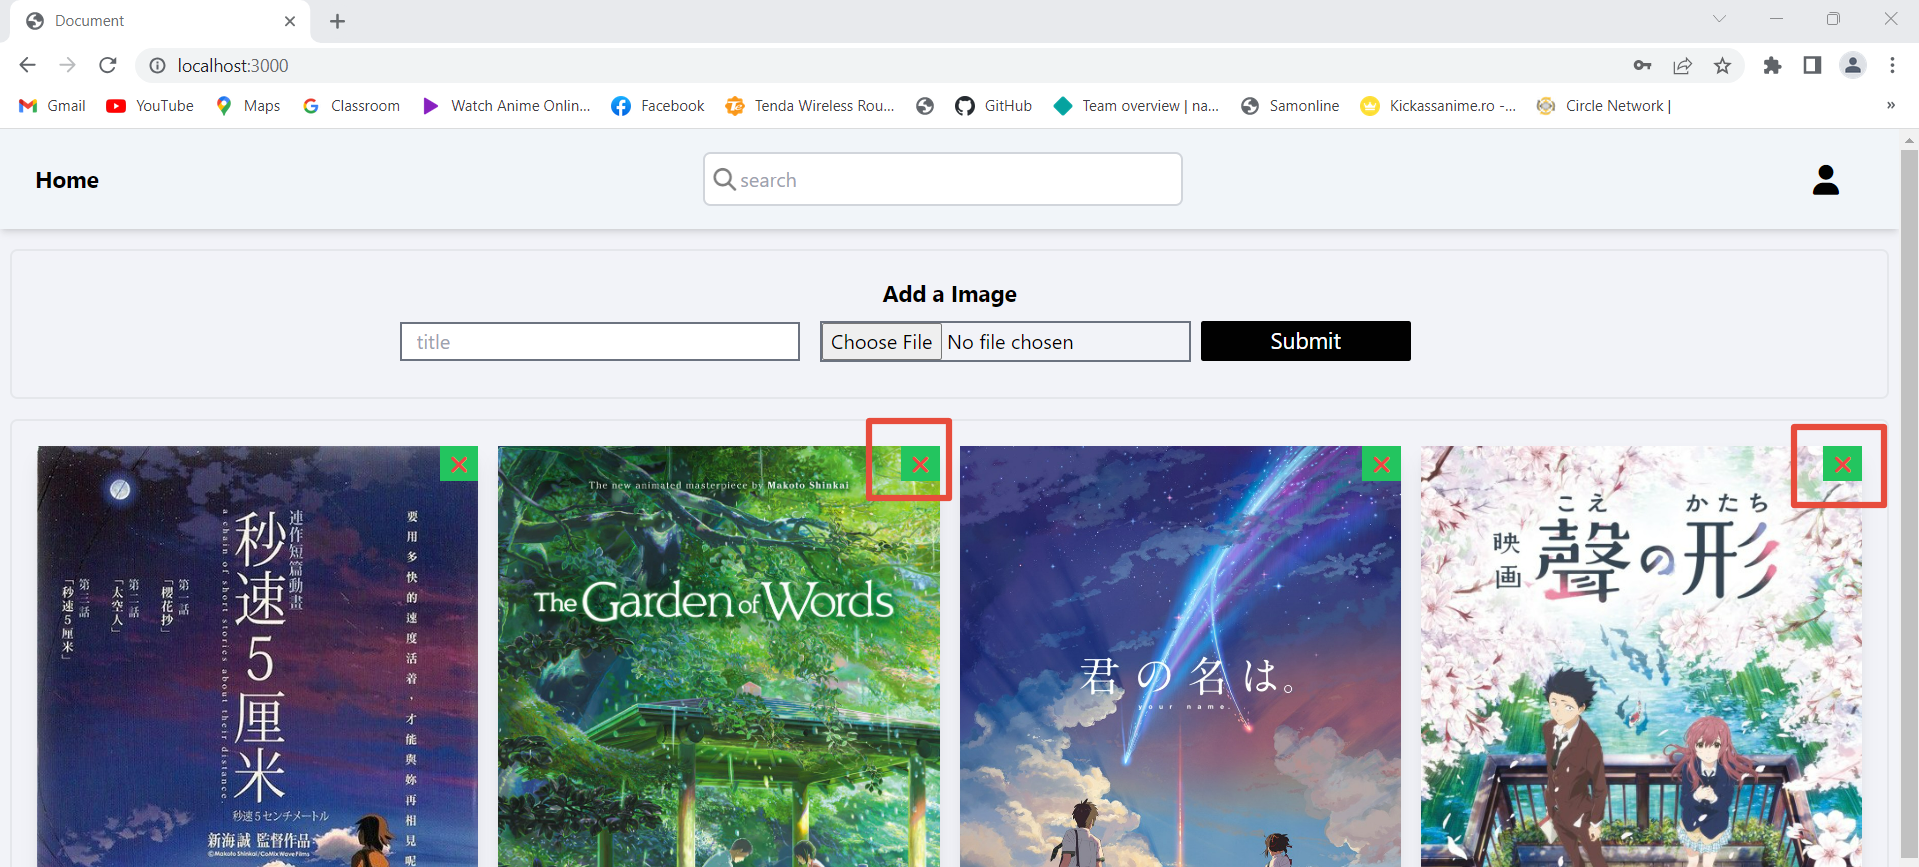 Document
localhost:3000
Gmail
YouTube
Maps
Classroom
Watch Anime Onlin...
Facebook
Tenda Wireless Rou...
GitHub
Team overview | na...
Samonline
Kickassanime.ro -...
Circle Network |
»
Home
search
Add a Image
title
Choose File No file chosen
Submit
連作短篇動畫
秒速5厘米
a chain of short stories about their distance.
要用多快的速度活着，才能與妳再相見呢
第一話
「櫻花抄」
第二話
「太空人」
第三話
「秒速5厘米」
秒速5センチメートル
新海誠 監督作品
©Makoto Shinkai/CoMix Wave Films
The new animated masterpiece by Makoto Shinkai
The Garden of Words
君の名は。
your name.
こえ かたち
映画
聲の形